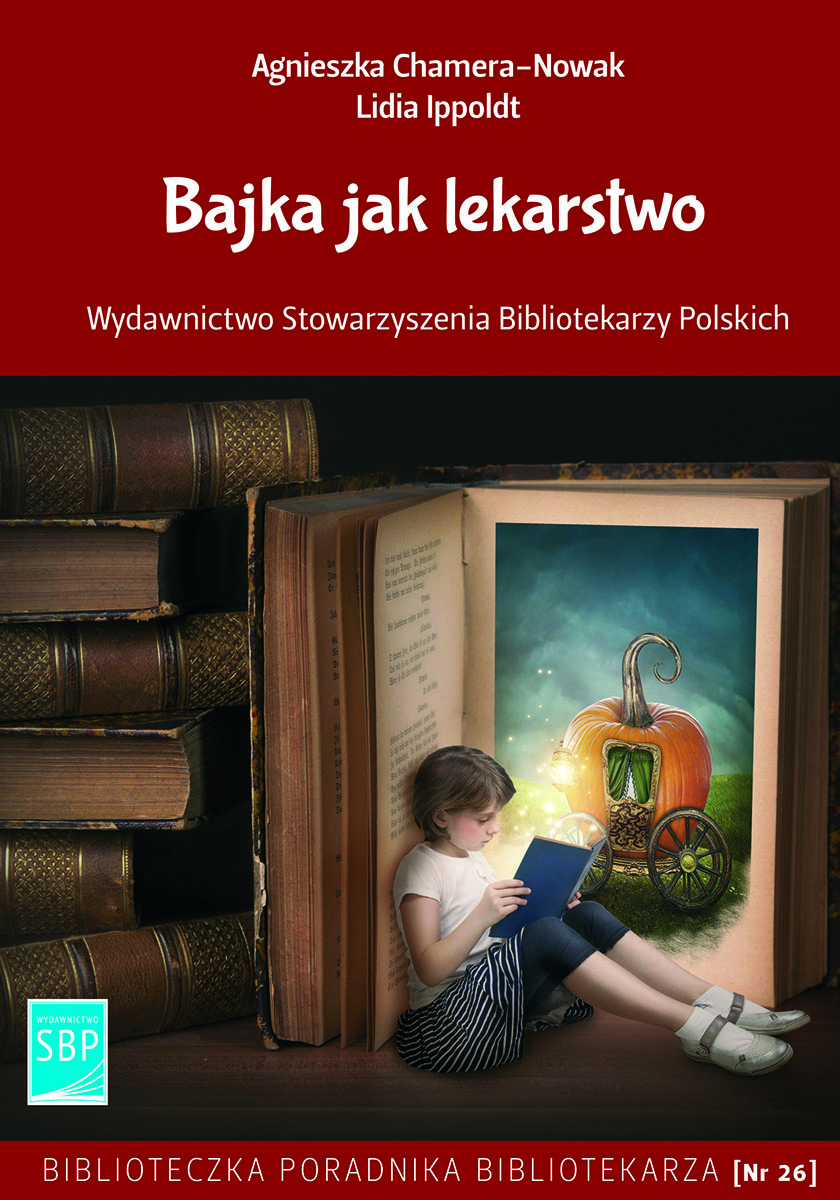 Agnieszka Chamera-Nowak
Lidia Ippoldt
Bajka jak lekarstwo
Wydawnictwo Stowarzyszenia Bibliotekarzy Polskich
WYDAWNICTWO
SBP
BIBLIOTECZKA PORADNIKA BIBLIOTEKARZA [Nr 26]